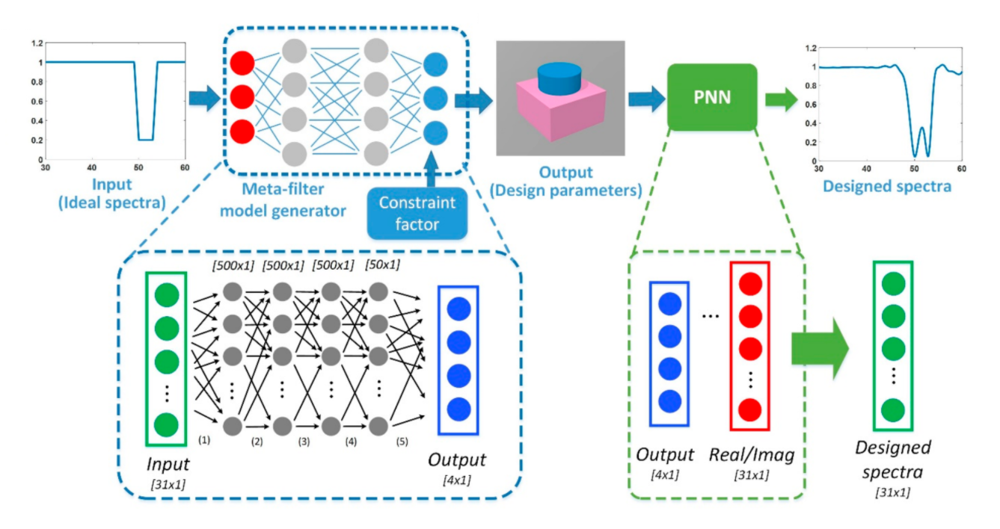 1.2
1
0.8
0.6
0.4
0.2
0
30
40
50
60
Input
(Ideal spectra)
Meta-filter
model generator
Constraint
factor
Output
(Design parameters)
PNN
1.2
1
0.8
0.6
0.4
0.2
0
30
40
50
60
Designed spectra
[500x1] [500x1] [500x1] [50x1]
(1) (2) (3) (4) (5)
Input
[31x1]
Output
[4x1]
...
Output
[4x1]
Real/Imag
[31x1]
Designed
spectra
[31x1]